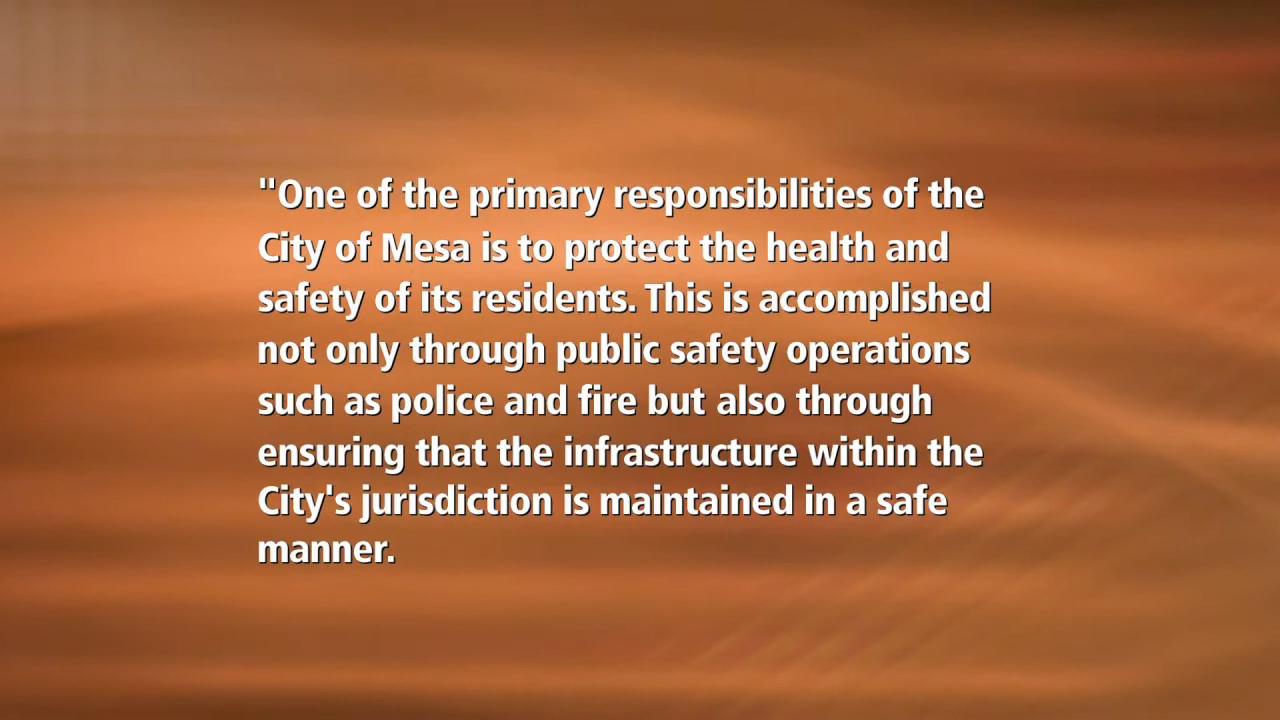 "One of the primary responsibilities of the
City of Mesa is to protect the health and
safety of its residents. This is accomplished
not only through public safety operations
such as police and fire but also through
ensuring that the infrastructure within the
City's jurisdiction is maintained in a safe
manner.